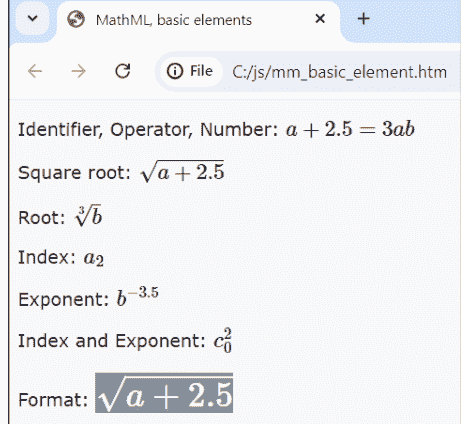 MathML, basic elements
File C:/js/mm_basic_element.htm
Identifier, Operator, Number: a + 2.5 = 3ab
Square root: √(a + 2.5)
Root: ∛b
Index: a₂
Exponent: b⁻³·⁵
Index and Exponent: c₀²
Format: √(a + 2.5)